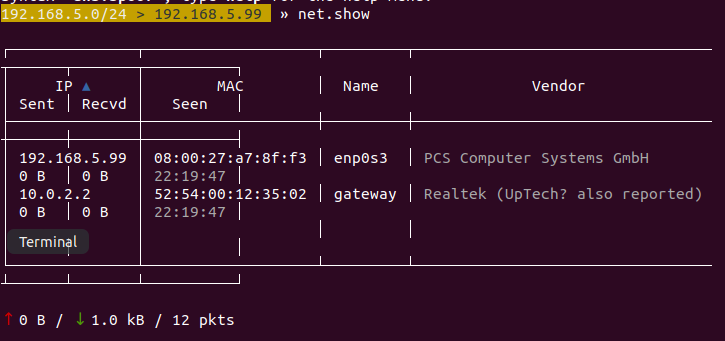 192.168.5.0/24 > 192.168.5.99 » net.show
IP ▲ MAC Name Vendor
Sent Recvd Seen
192.168.5.99 08:00:27:a7:8f:f3 enp0s3 PCS Computer Systems GmbH
0 B 0 B 22:19:47
10.0.2.2 52:54:00:12:35:02 gateway Realtek (UpTech? also reported)
0 B 0 B 22:19:47
Terminal
↑ 0 B / ↓ 1.0 kB / 12 pkts